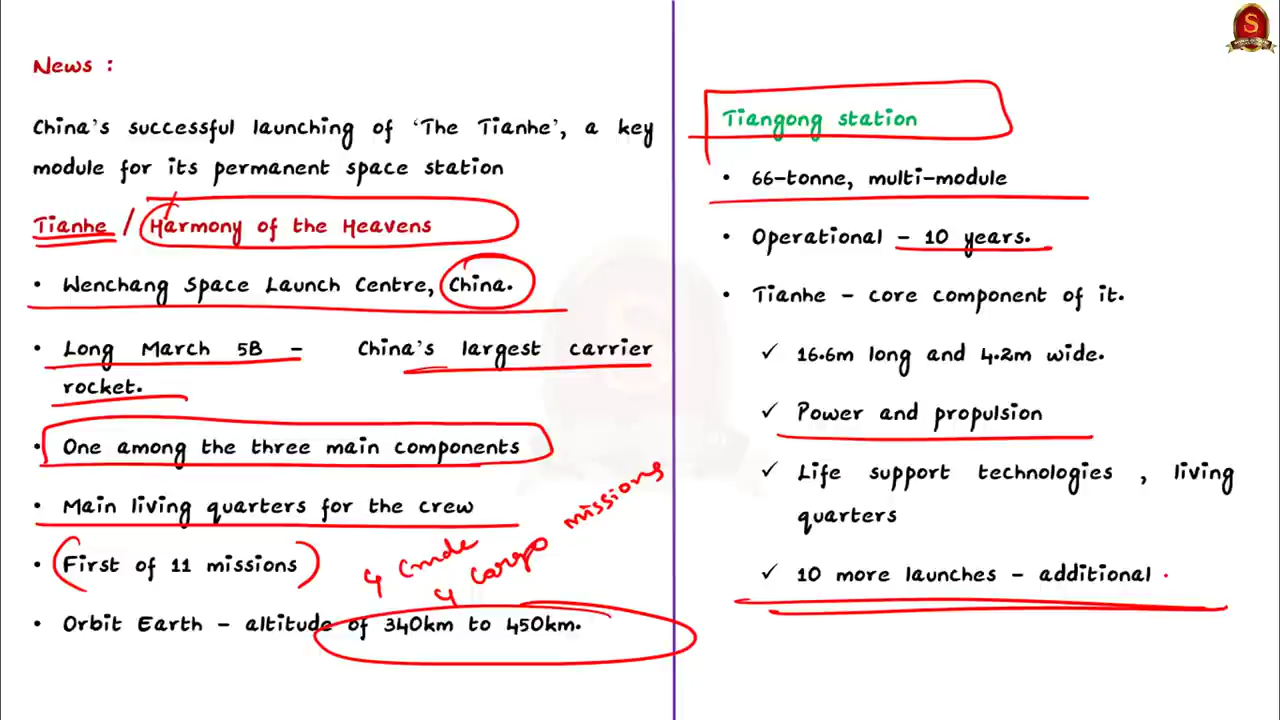 News :
China's successful launching of 'The Tianhe', a key
module for its permanent space station
Tianhe / Harmony of the Heavens
• Wenchang Space Launch Centre, China.
• Long March 5B – China's largest carrier
rocket.
• One among the three main components
• Main living quarters for the crew
• First of 11 missions
4 cargo missions
• Orbit Earth – altitude of 340km to 450km.
Tiangong station
• 66-tonne, multi-module
• Operational – 10 years.
• Tianhe – core component of it.
✓ 16.6m long and 4.2m wide.
✓ Power and propulsion
✓ Life support technologies , living
quarters
✓ 10 more launches – additional
S